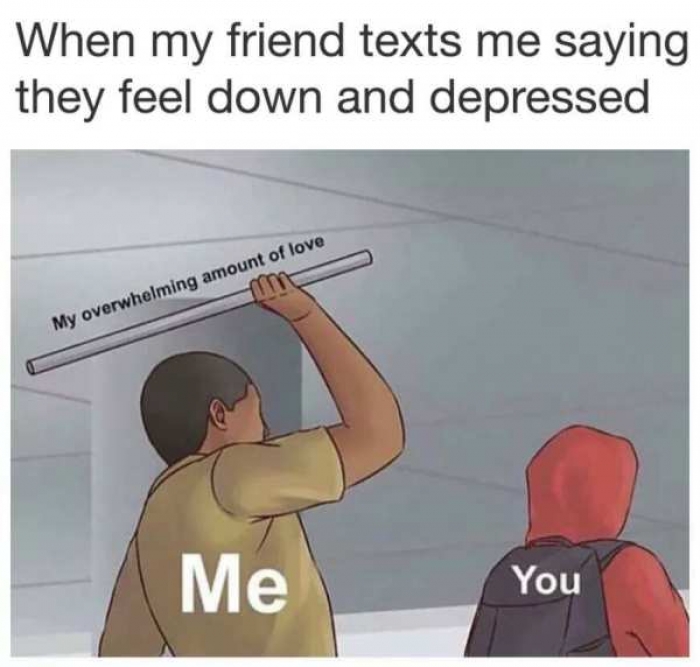 When my friend texts me saying
they feel down and depressed
My overwhelming amount of love
Me
You